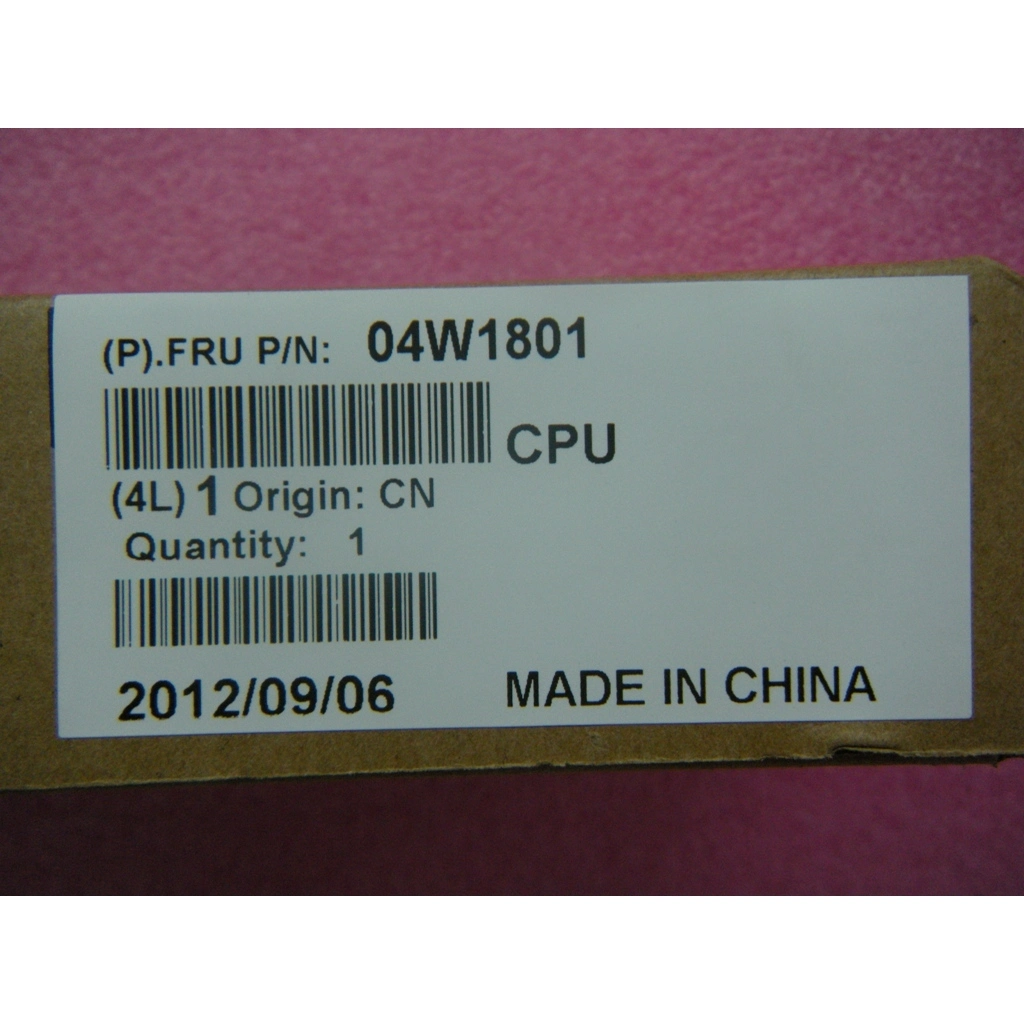 (P).FRU P/N: 04W1801
CPU
(4L) 1 Origin: CN
Quantity: 1
2012/09/06 MADE IN CHINA